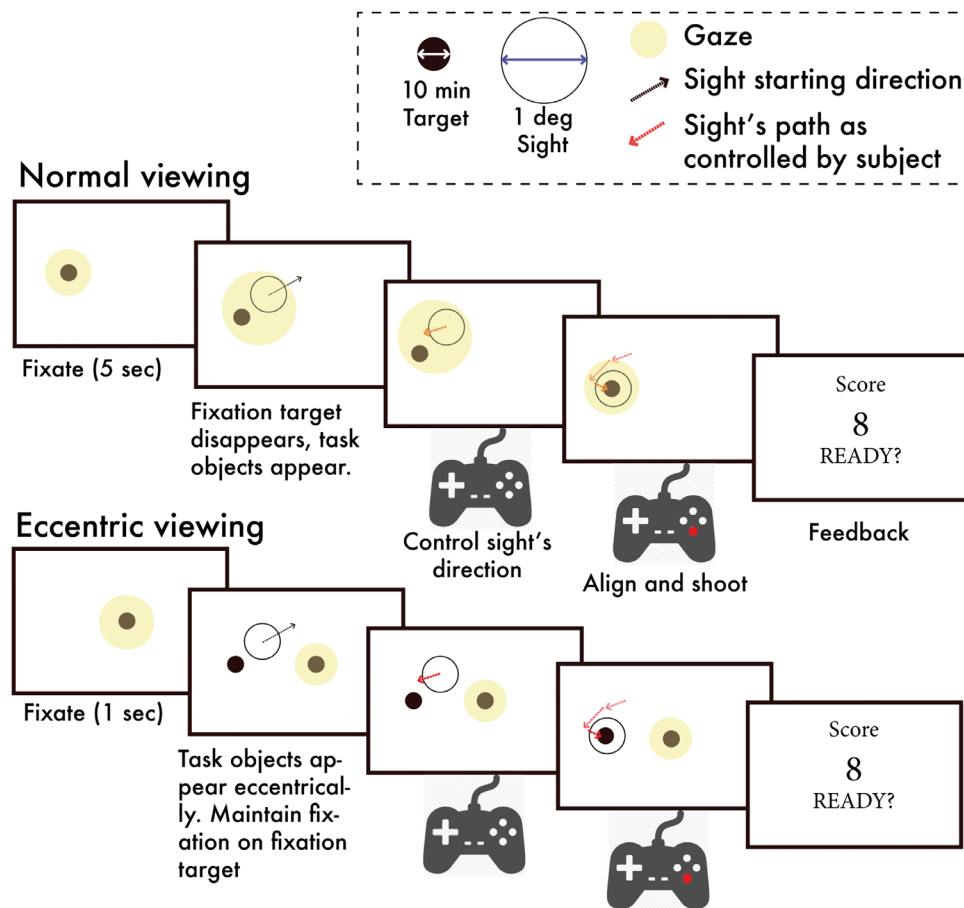 10 min
Target
1 deg
Sight
Gaze
Sight starting direction
Sight's path as
controlled by subject
Normal viewing
Fixate (5 sec)
Fixation target
disappears, task
objects appear.
Control sight's
direction
Align and shoot
Score
8
READY?
Feedback
Eccentric viewing
Fixate (1 sec)
Task objects ap-
pear eccentrical-
ly. Maintain fix-
ation on fixation
target
Score
8
READY?